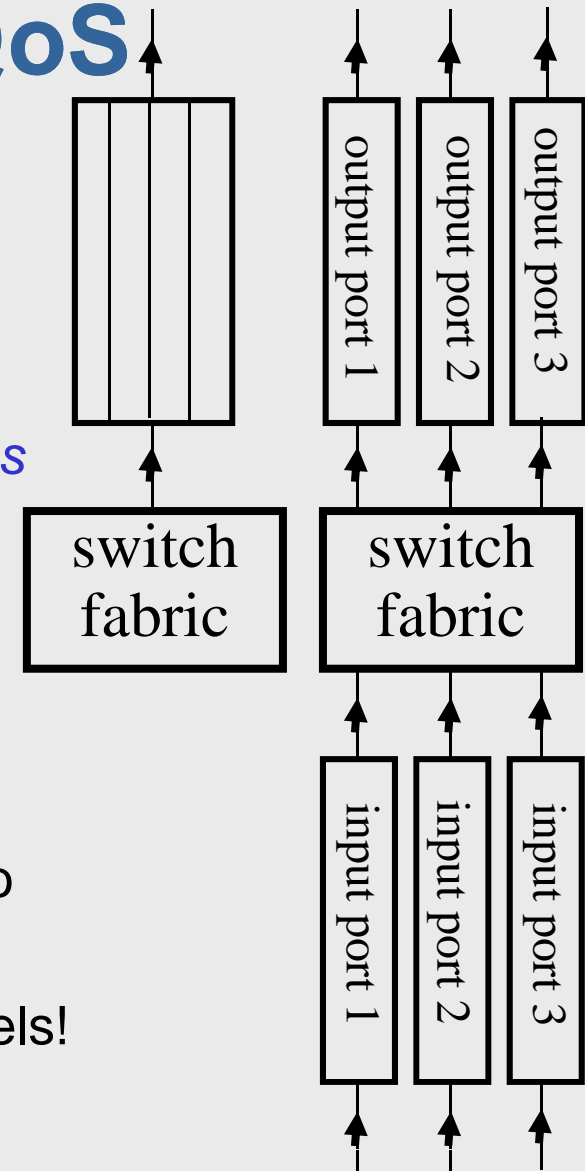 QoS
output port 1
output port 2
output port 3
s
switch
fabric
switch
fabric
input port 1
input port 2
input port 3
o
els!